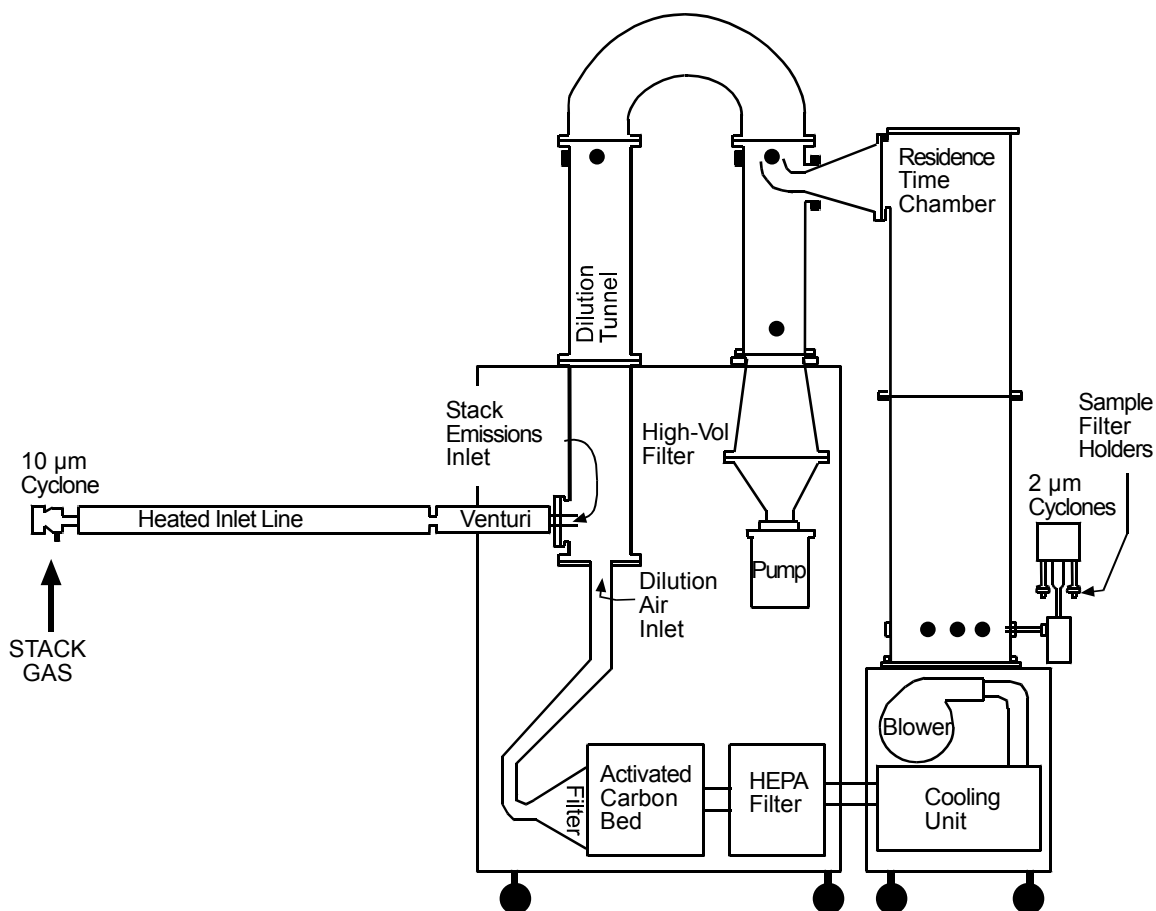 Residence
Time
Chamber
Dilution
Tunnel
Stack
Emissions
Inlet
High-Vol
Filter
Sample
Filter
Holders
10 µm
Cyclone
2 µm
Cyclones
Heated Inlet Line
Venturi
Pump
Dilution
Air
Inlet
STACK
GAS
Blower
Filter
Activated
Carbon
Bed
HEPA
Filter
Cooling
Unit